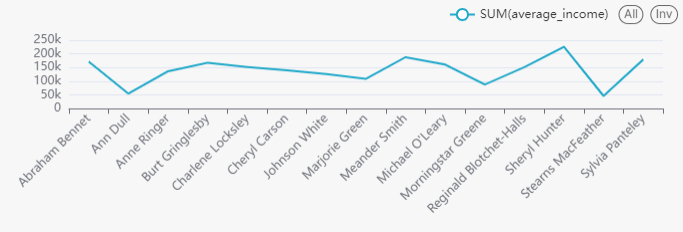 SUM(average_income) All Inv
250k
200k
150k
100k
50k
0
Abraham Bennet
Ann Dull
Anne Ringer
Burt Gringlesby
Charlene Locksley
Cheryl Carson
Johnson White
Marjorie Green
Meander Smith
Michael O'Leary
Morningstar Greene
Reginald Blotchet-Halls
Sheryl Hunter
Stearns MacFeather
Sylvia Panteley